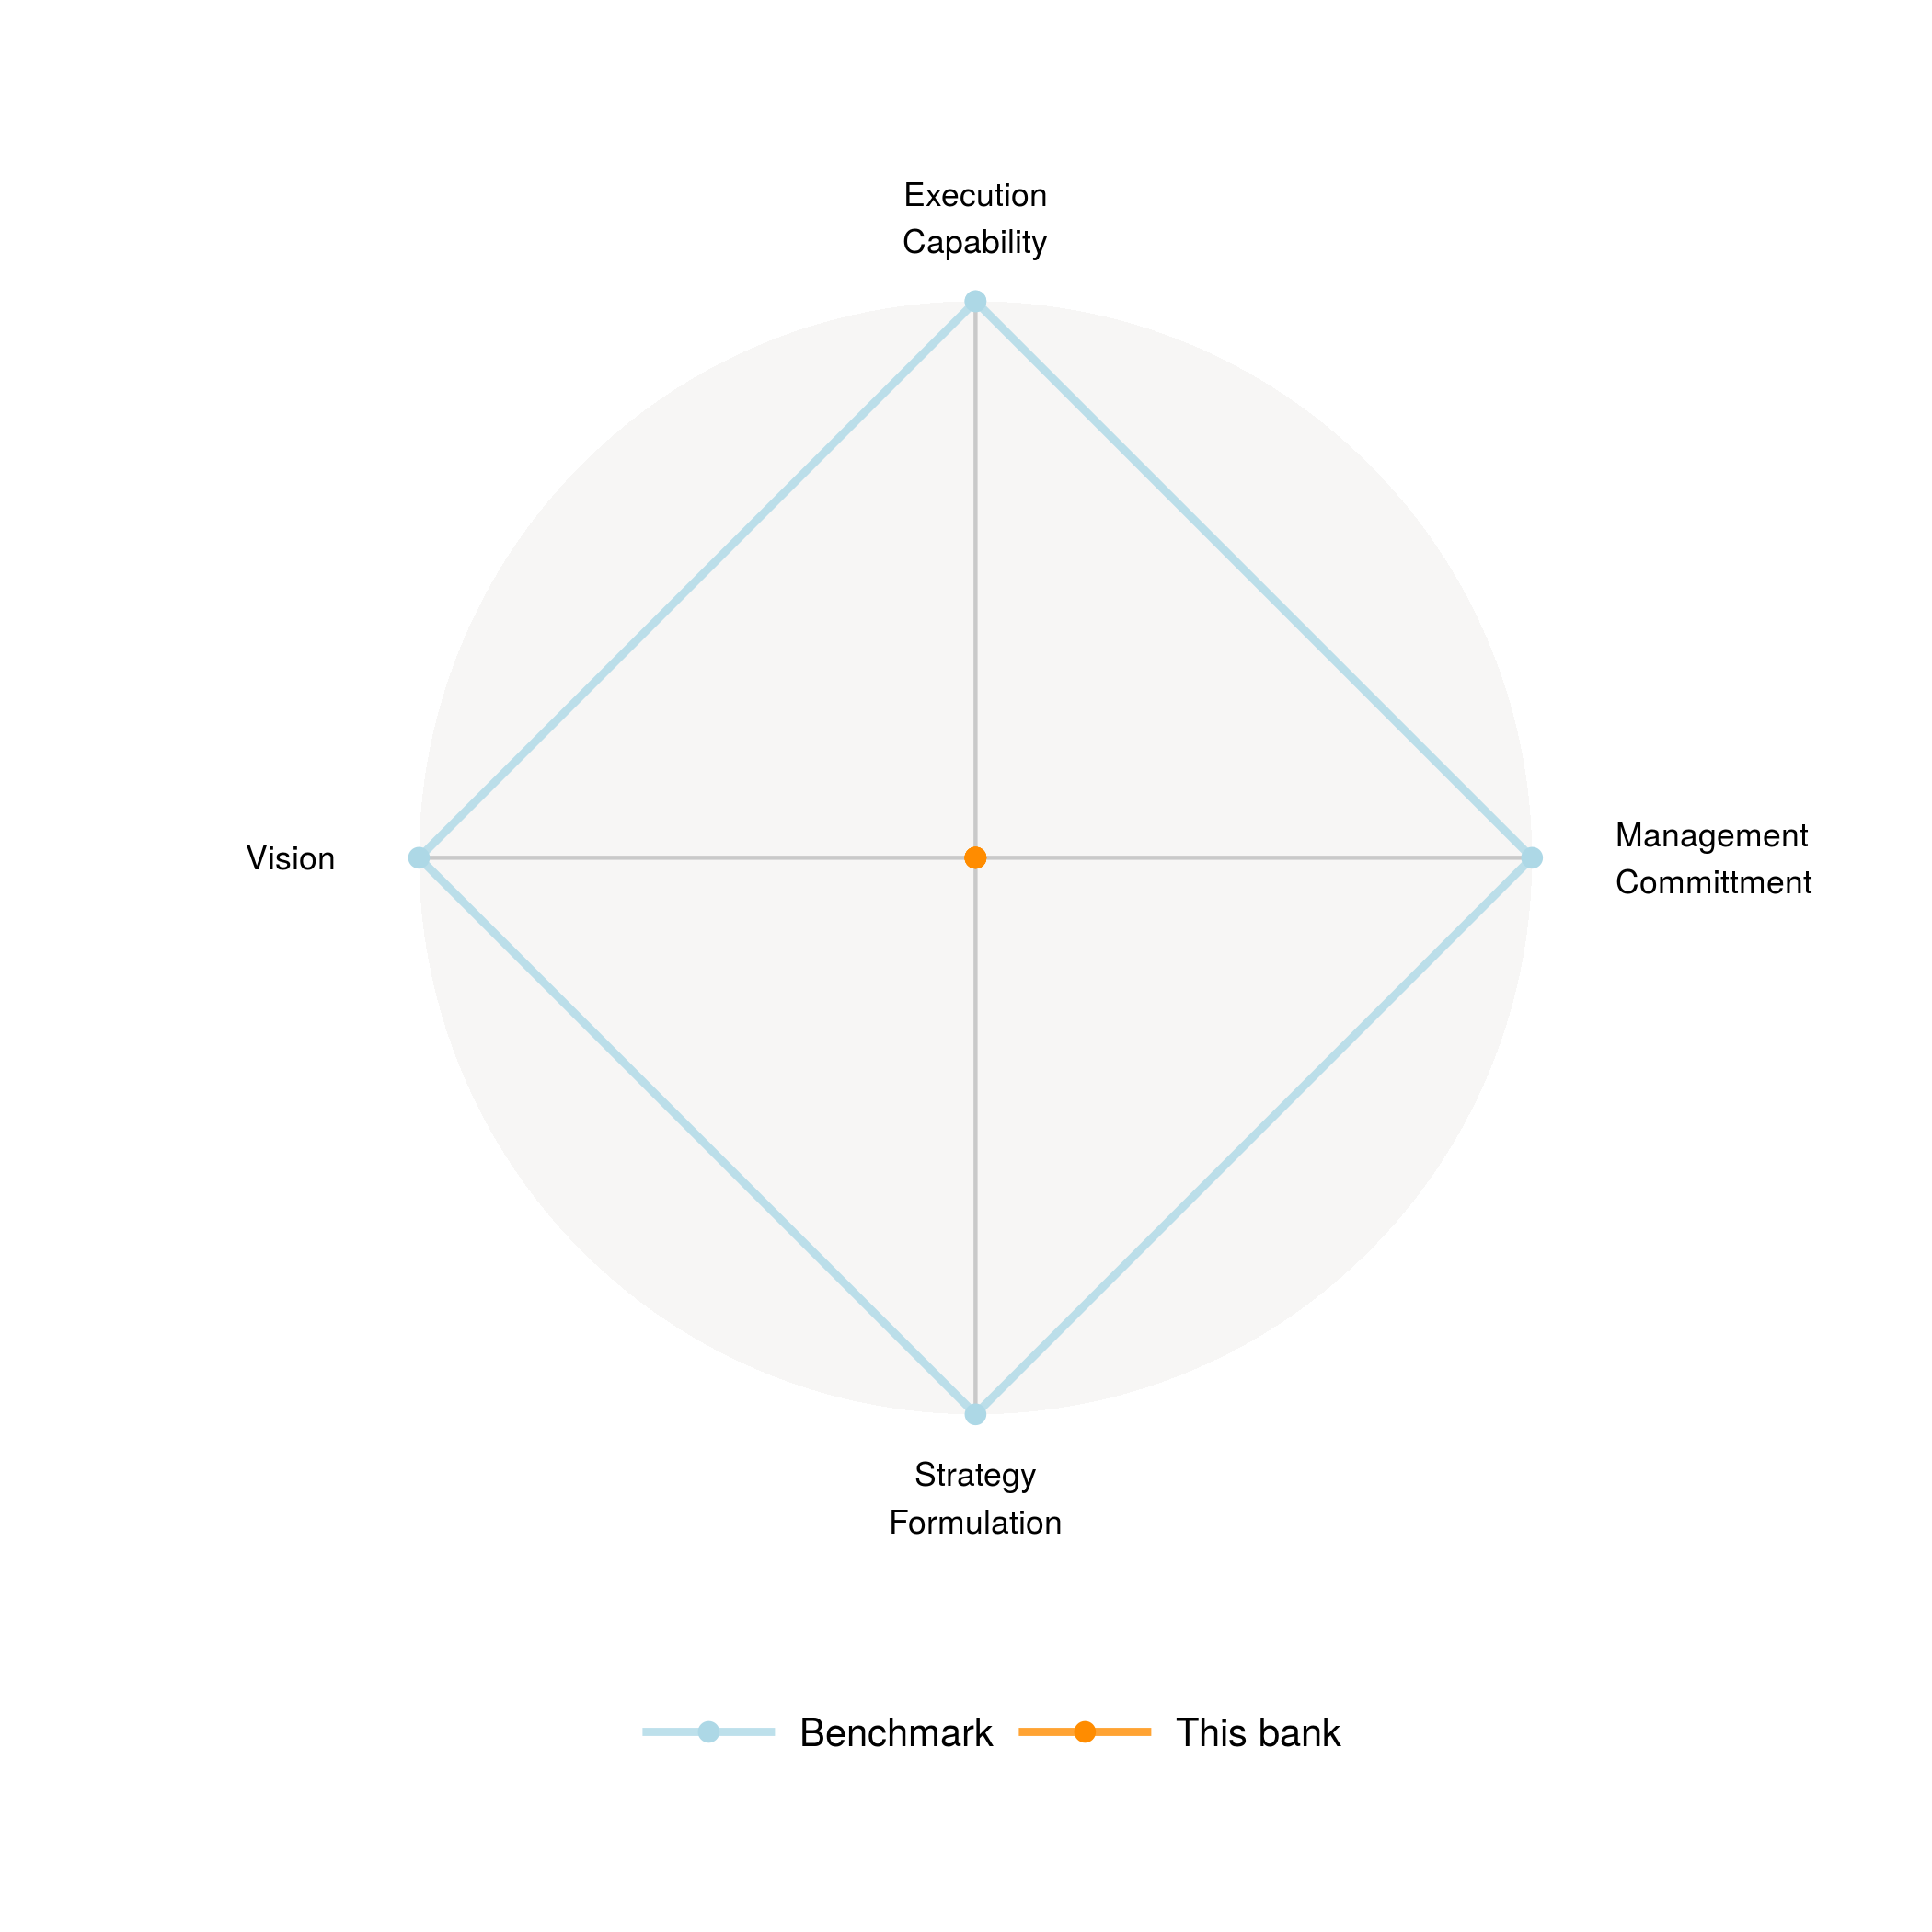 Execution
Capability
Vision
Management
Committment
Strategy
Formulation
Benchmark
This bank